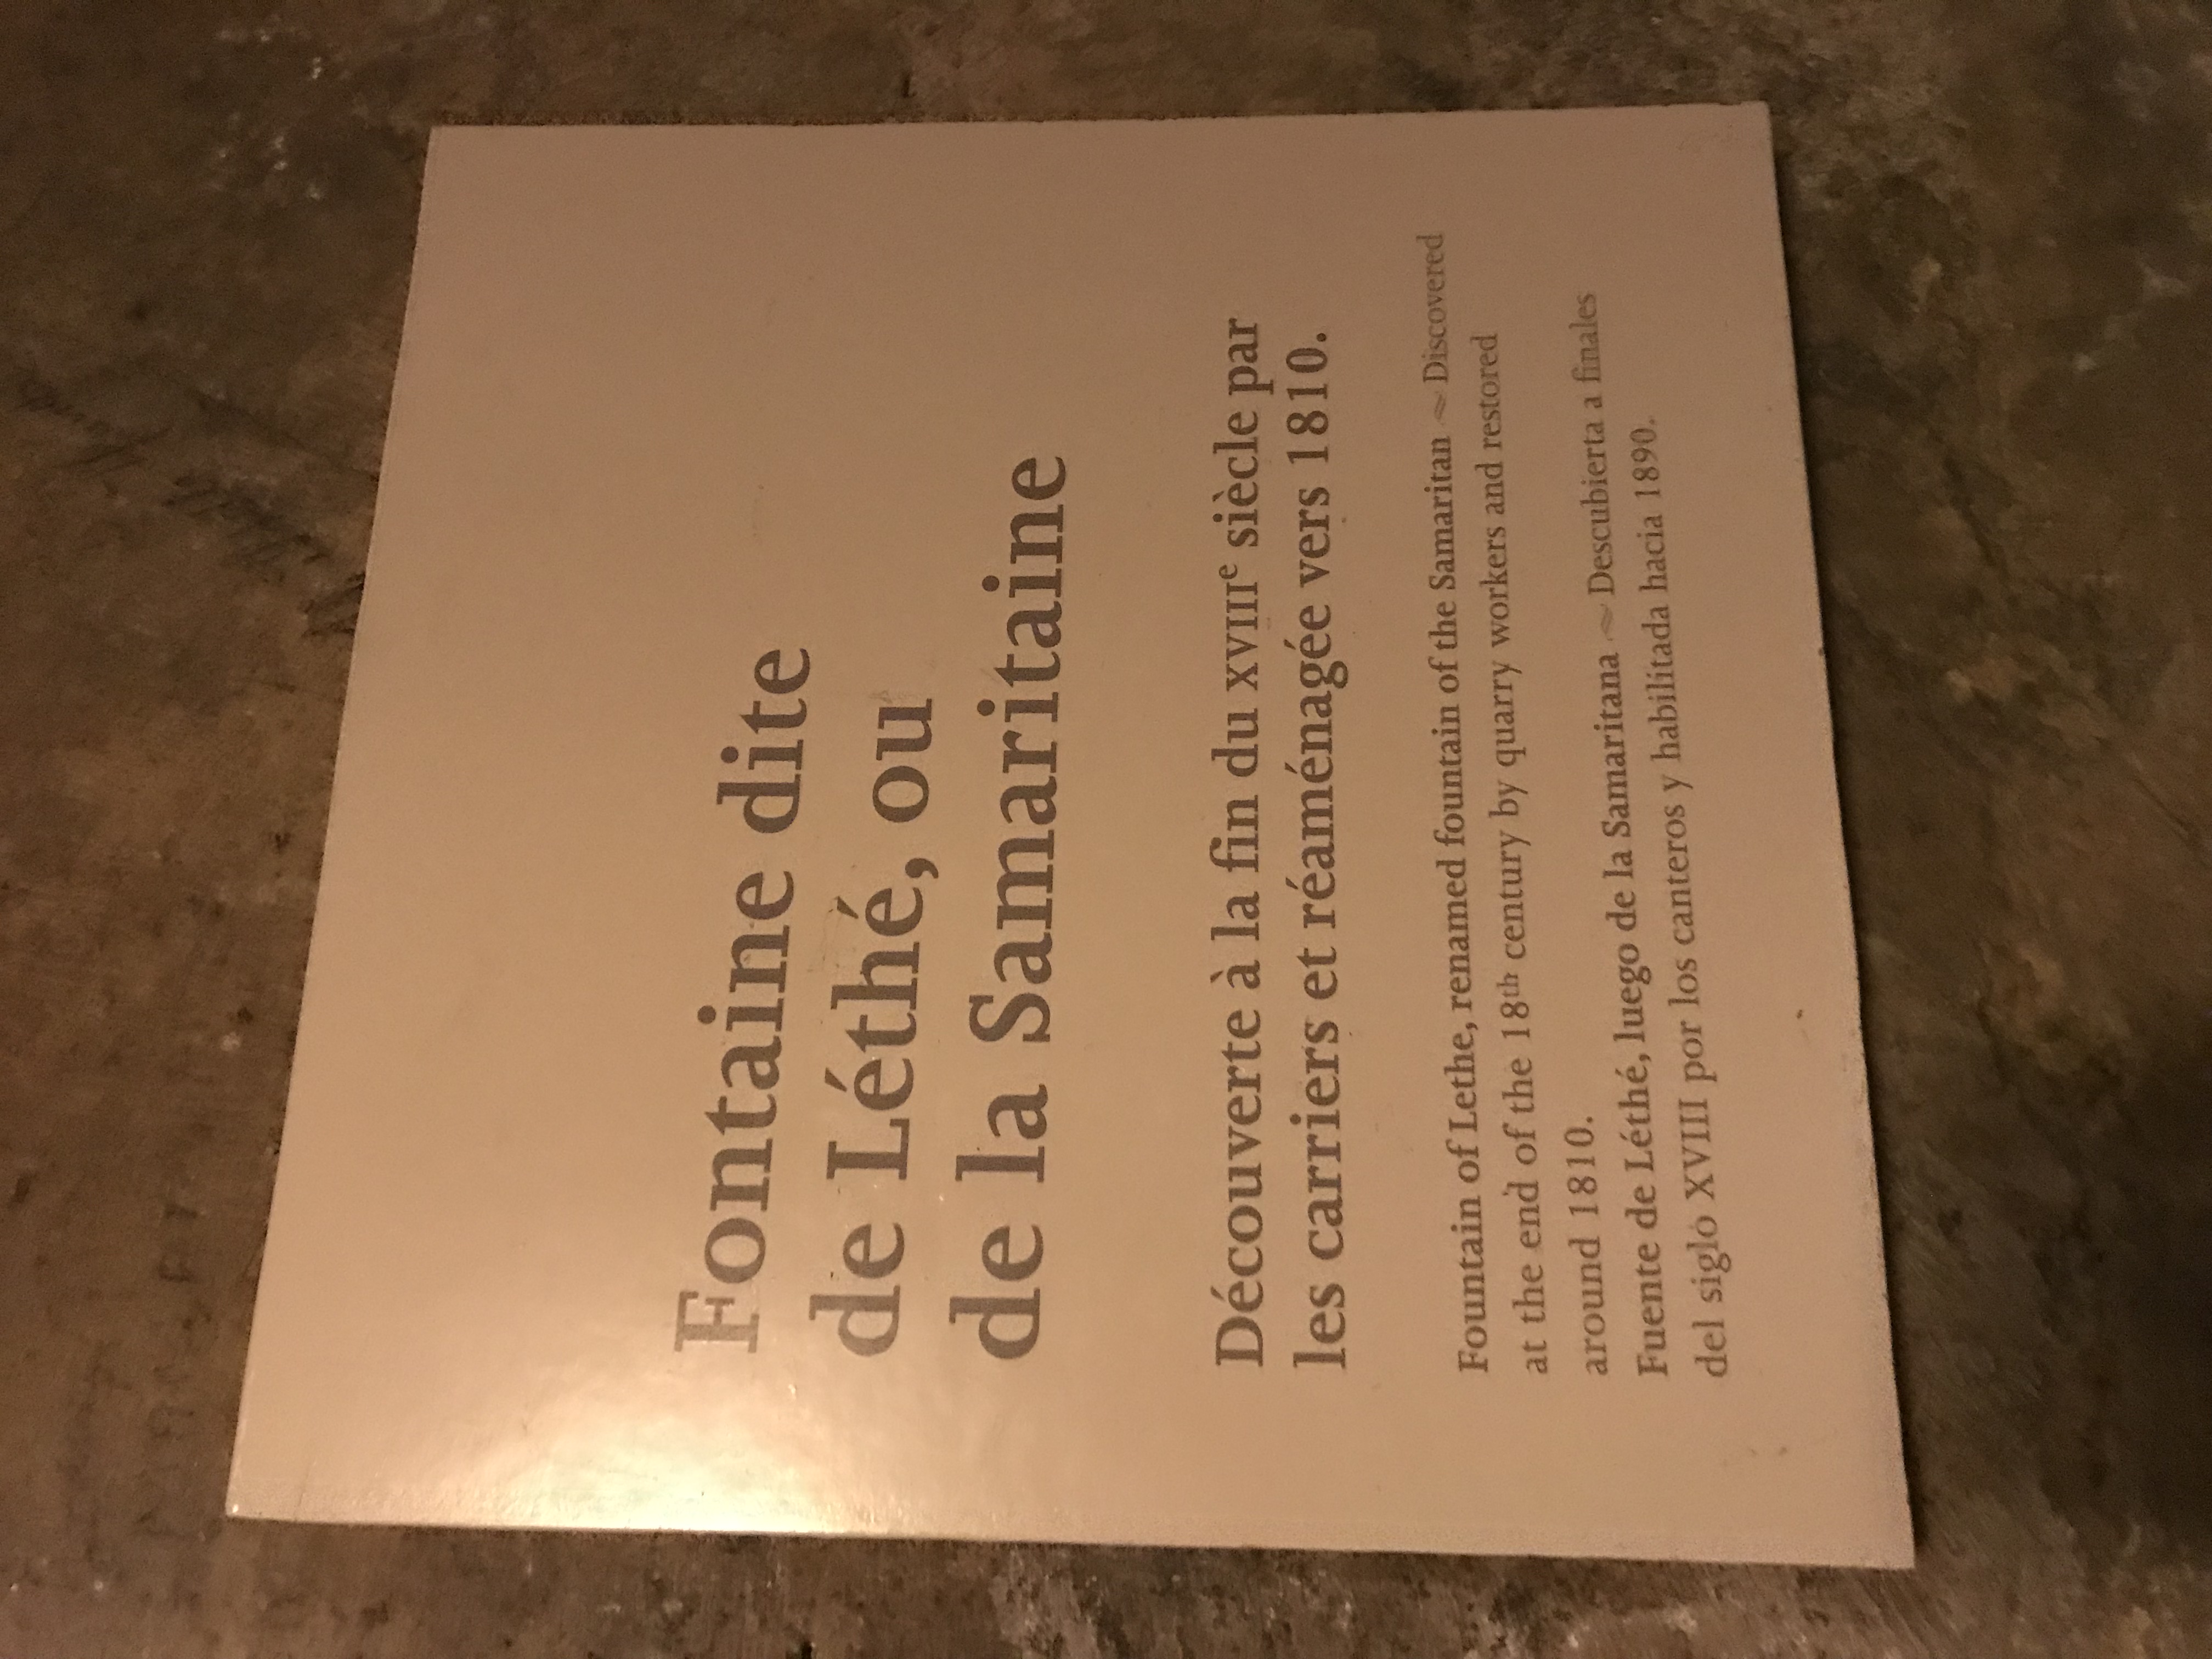 Fontaine dite
de Léthé, ou
de la Samaritaine
Découverte à la fin du XVIIIe siècle par
les carriers et réaménagée vers 1810.
Fountain of Lethe, renamed fountain of the Samaritan ~ Discovered
at the end of the 18th century by quarry workers and restored
around 1810.
Fuente de Léthé, luego de la Samaritana ~ Descubierta a finales
del siglo XVIII por los canteros y habilitada hacia 1890.